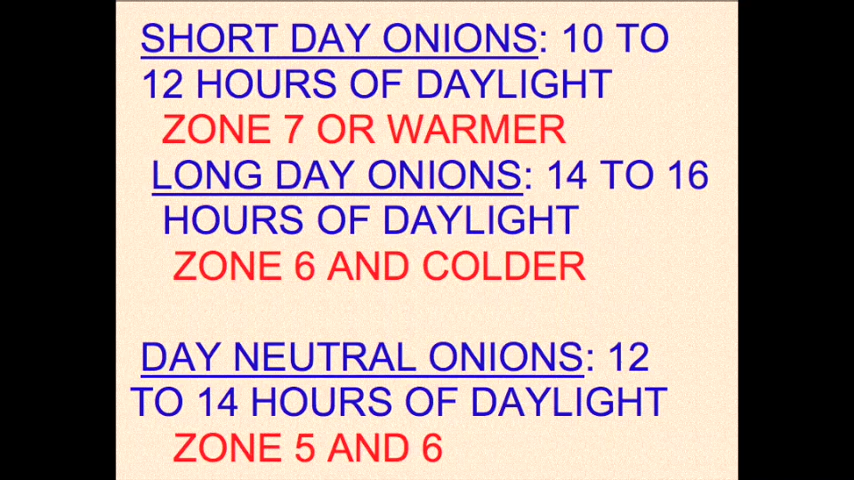 SHORT DAY ONIONS: 10 TO
12 HOURS OF DAYLIGHT
ZONE 7 OR WARMER
LONG DAY ONIONS: 14 TO 16
HOURS OF DAYLIGHT
ZONE 6 AND COLDER
DAY NEUTRAL ONIONS: 12
TO 14 HOURS OF DAYLIGHT
ZONE 5 AND 6